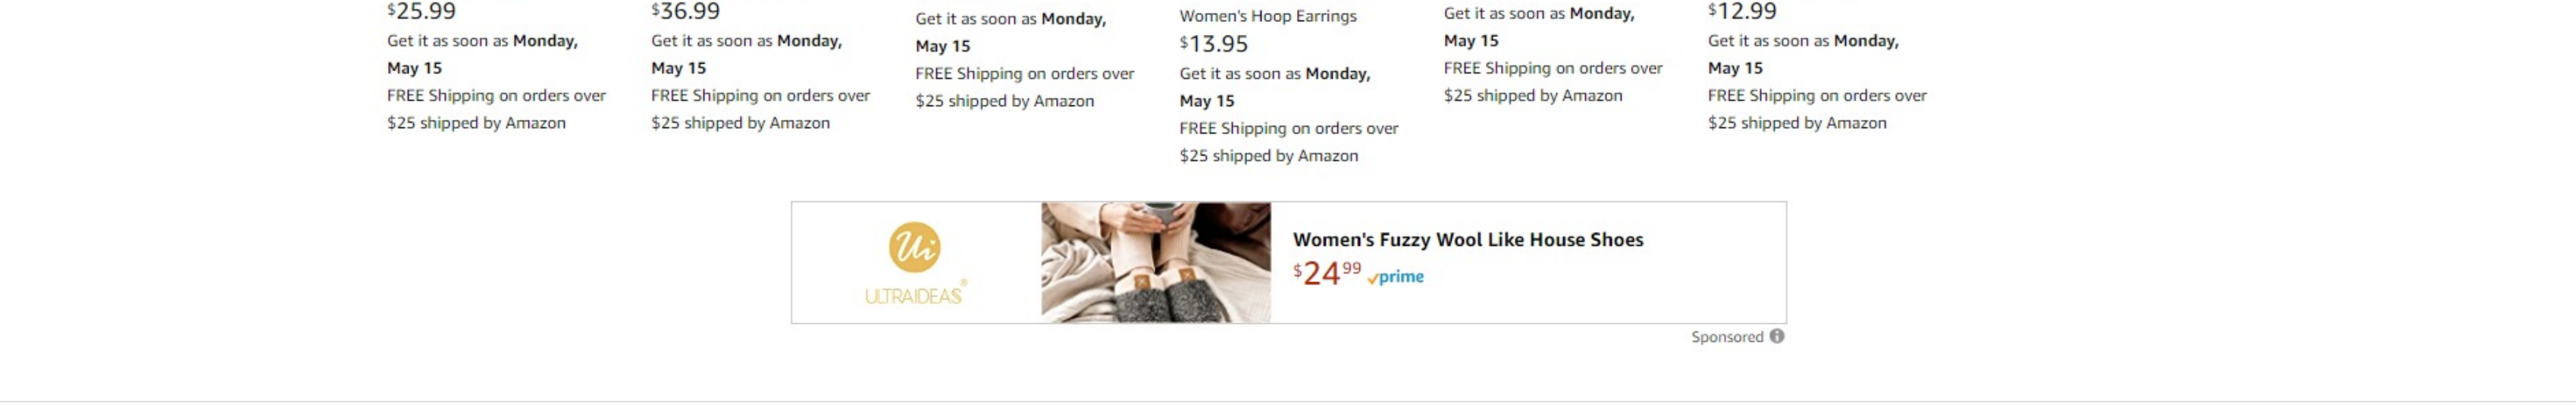 $25.99
Get it as soon as Monday,
May 15
FREE Shipping on orders over
$25 shipped by Amazon
$36.99
Get it as soon as Monday,
May 15
FREE Shipping on orders over
$25 shipped by Amazon
Get it as soon as Monday,
May 15
FREE Shipping on orders over
$25 shipped by Amazon
Women's Hoop Earrings
$13.95
Get it as soon as Monday,
May 15
FREE Shipping on orders over
$25 shipped by Amazon
Get it as soon as Monday,
May 15
FREE Shipping on orders over
$25 shipped by Amazon
$12.99
Get it as soon as Monday,
May 15
FREE Shipping on orders over
$25 shipped by Amazon
Ui
ULTRAIDEAS®
Women's Fuzzy Wool Like House Shoes
$24.99 prime
Sponsored